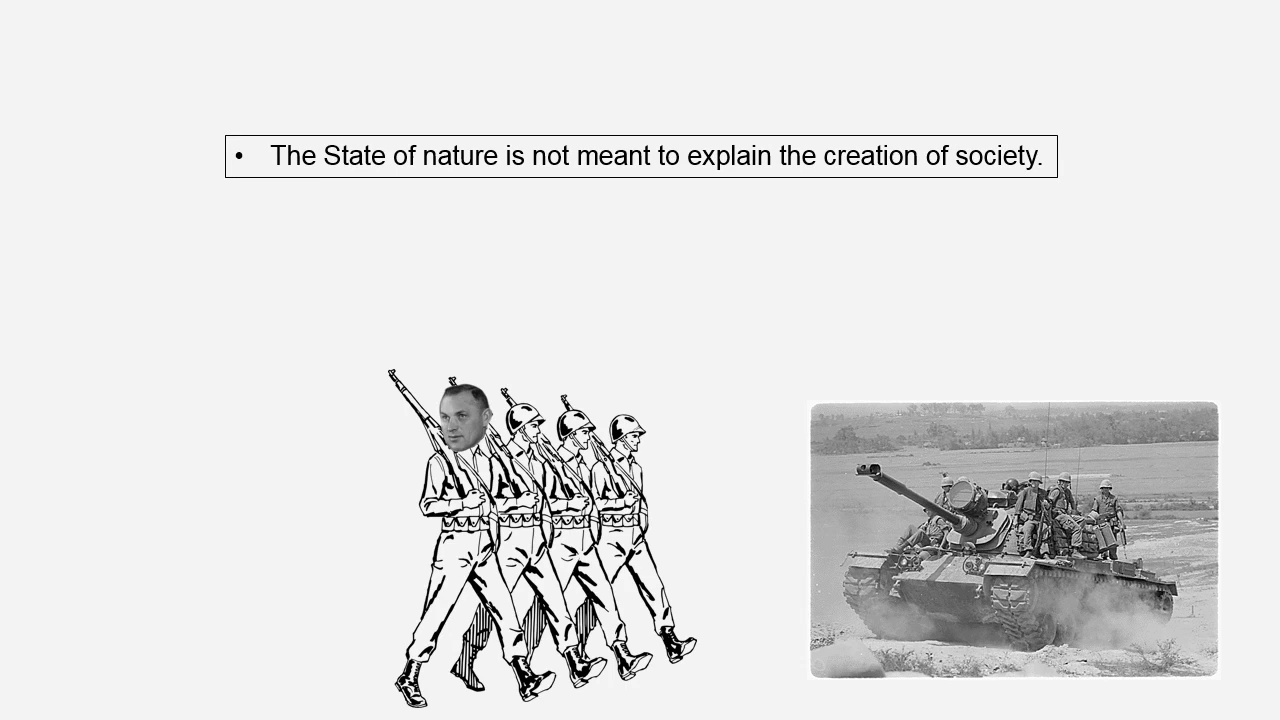 • The State of nature is not meant to explain the creation of society.